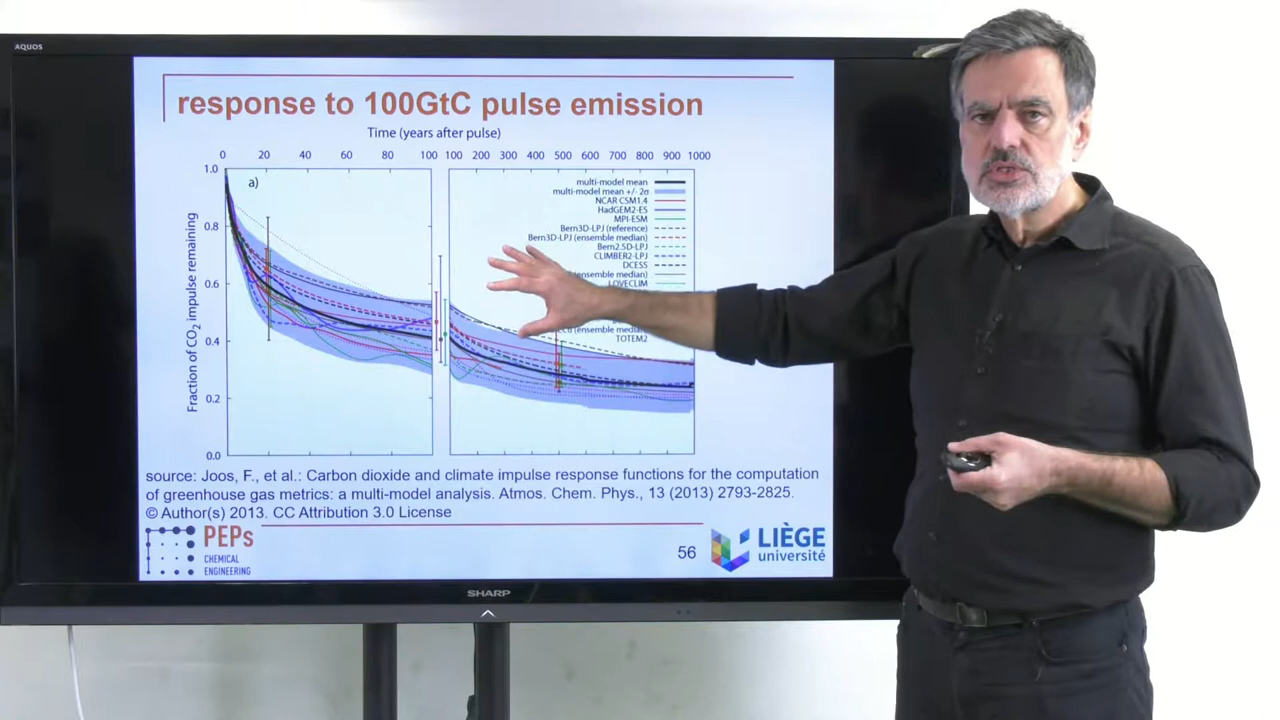 AQUOS
response to 100GtC pulse emission
Time (years after pulse)
0 20 40 60 80 100 100 200 300 400 500 600 700 800 900 1000
1.0
0.8
0.6
0.4
0.2
0.0
Fraction of CO2 impulse remaining
a)
multi-model mean
multi-model mean +/- 2σ
NCAR CSM1.4
HadGEM2-ES
MPI-ESM
Bern3D-LPJ (reference)
Bern3D-LPJ (ensemble median)
Bern2.5D-LPJ
CLIMBER2-LPJ
DCESS
(ensemble median)
LOVECLIM
(ensemble median)
TOTEM2
source: Joos, F., et al.: Carbon dioxide and climate impulse response functions for the computation
of greenhouse gas metrics: a multi-model analysis. Atmos. Chem. Phys., 13 (2013) 2793-2825.
© Author(s) 2013. CC Attribution 3.0 License
PEPs
CHEMICAL
ENGINEERING
56
LIÈGE
université
SHARP